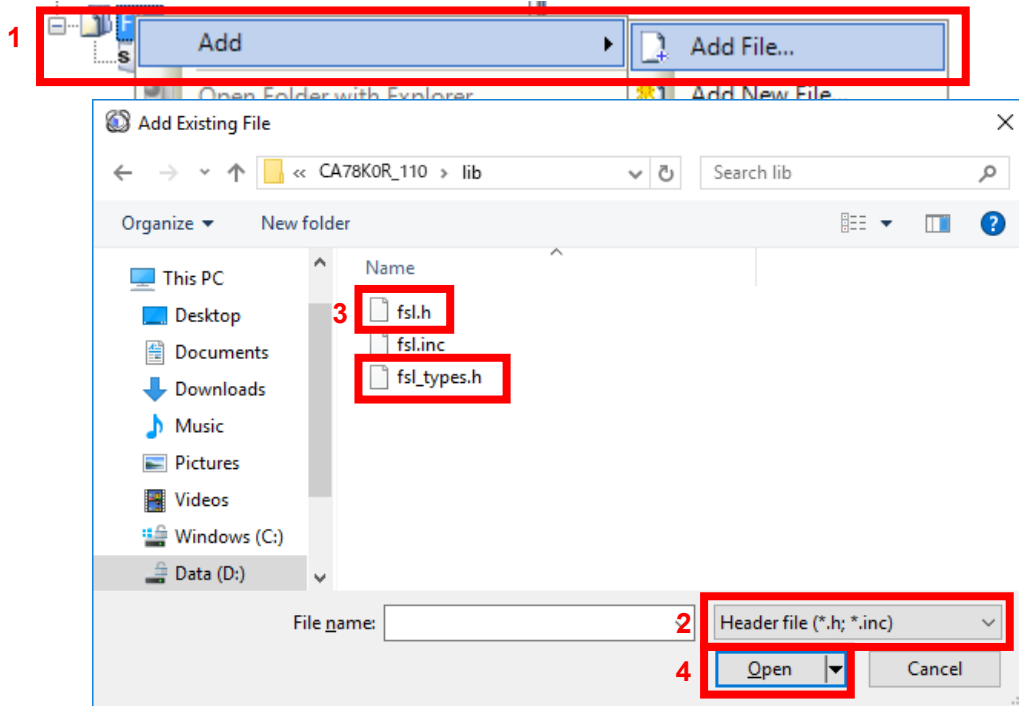 1
F
Add
Add File...
s
Open Folder with Explorer
Add New File...
Add Existing File
« CA78K0R_110 › lib
Search lib
Organize
New folder
This PC
Name
Desktop
3
fsl.h
Documents
fsl.inc
Downloads
fsl_types.h
Music
Pictures
Videos
Windows (C:)
Data (D:)
File name:
2
Header file (*.h; *.inc)
4
Open
Cancel